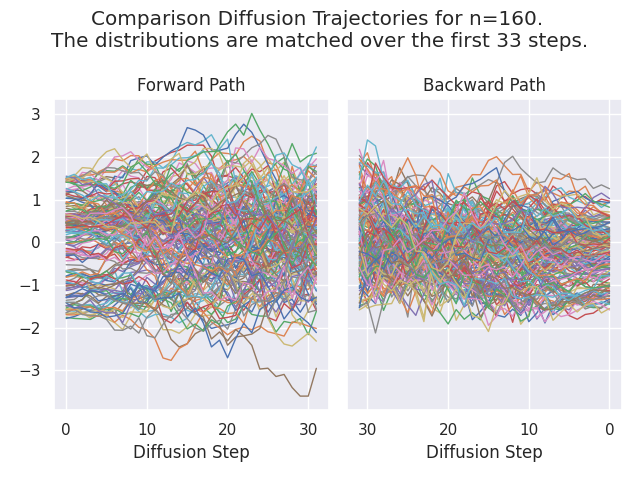 Comparison Diffusion Trajectories for n=160.
The distributions are matched over the first 33 steps.
Forward Path
Backward Path
3
2
1
0
−1
−2
−3
0
10
20
30
30
20
10
0
Diffusion Step
Diffusion Step